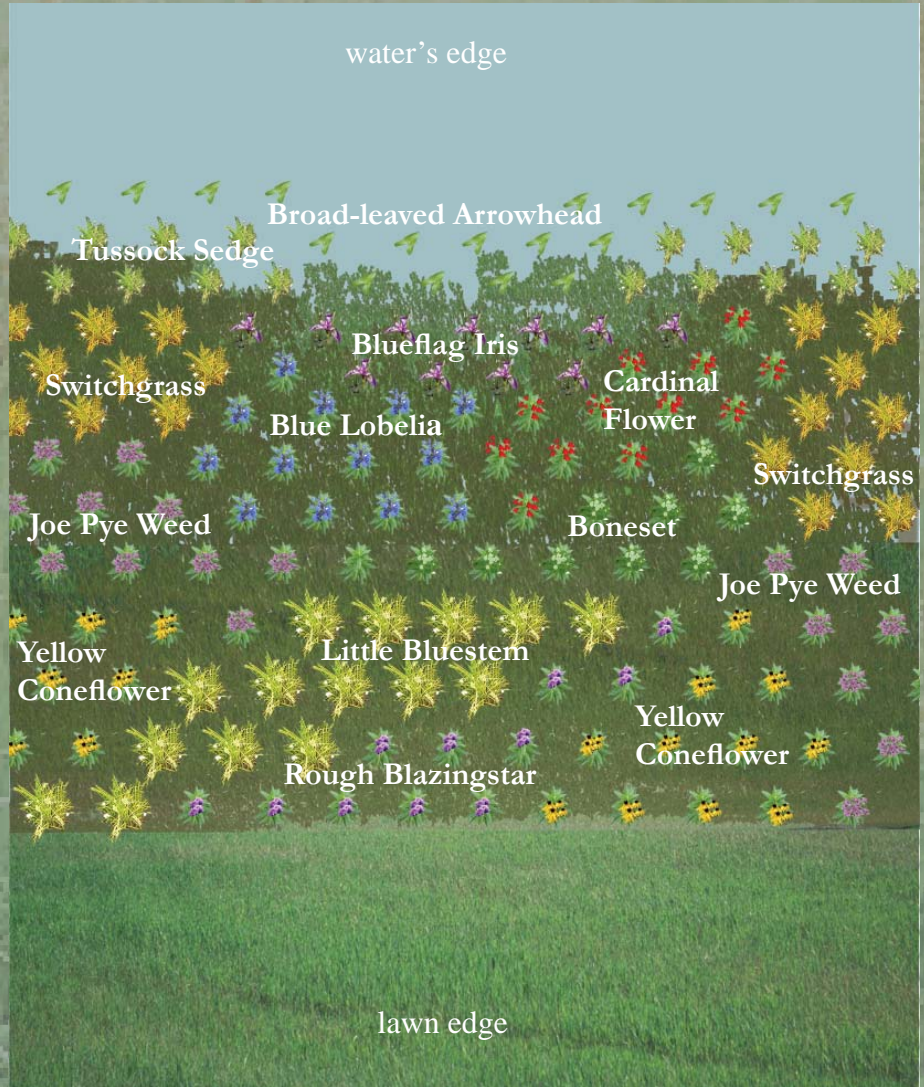 water's edge
Broad-leaved Arrowhead
Tussock Sedge
Blueflag Iris
Switchgrass
Cardinal
Flower
Blue Lobelia
Switchgrass
Joe Pye Weed
Boneset
Joe Pye Weed
Yellow
Coneflower
Little Bluestem
Yellow
Coneflower
Rough Blazingstar
lawn edge